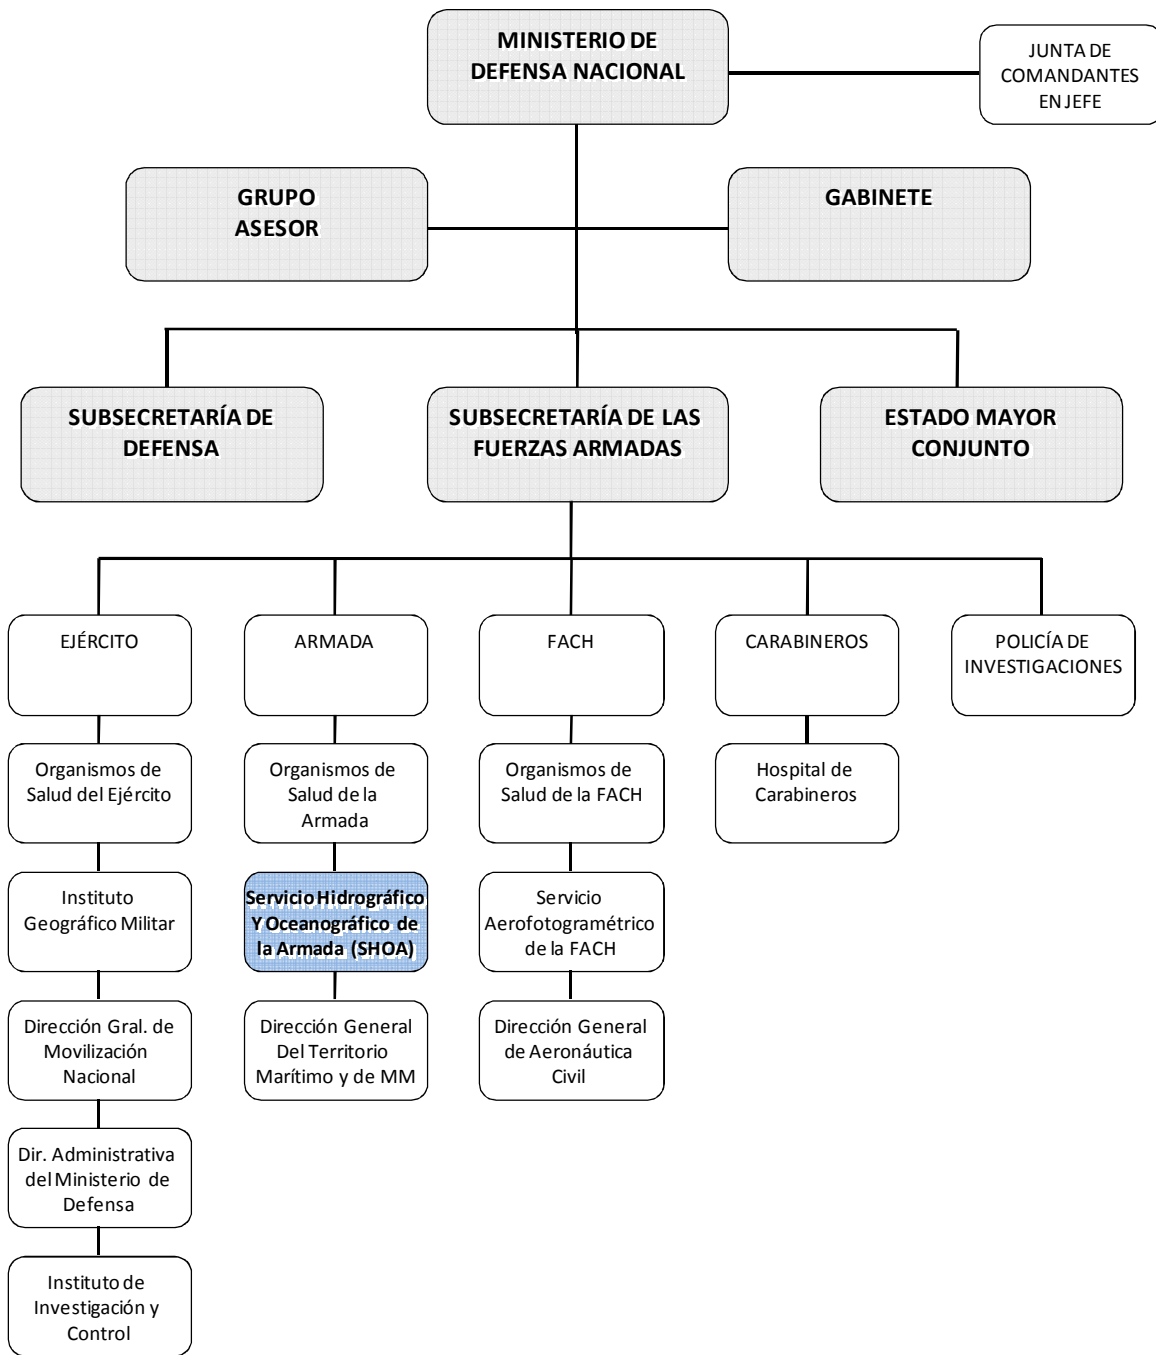 MINISTERIO DE
DEFENSA NACIONAL
JUNTA DE
COMANDANTES
EN JEFE
GRUPO
ASESOR
GABINETE
SUBSECRETARÍA DE
DEFENSA
SUBSECRETARÍA DE LAS
FUERZAS ARMADAS
ESTADO MAYOR
CONJUNTO
EJÉRCITO
ARMADA
FACH
CARABINEROS
POLICÍA DE
INVESTIGACIONES
Organismos de
Salud del Ejército
Organismos de
Salud de la
Armada
Organismos de
Salud de la FACH
Hospital de
Carabineros
Instituto
Geográfico Militar
Servicio Hidrográfico
Y Oceanográfico de
la Armada (SHOA)
Servicio
Aerofotogramétrico
de la FACH
Dirección Gral. de
Movilización
Nacional
Dirección General
Del Territorio
Marítimo y de MM
Dirección General
de Aeronáutica
Civil
Dir. Administrativa
del Ministerio de
Defensa
Instituto de
Investigación y
Control